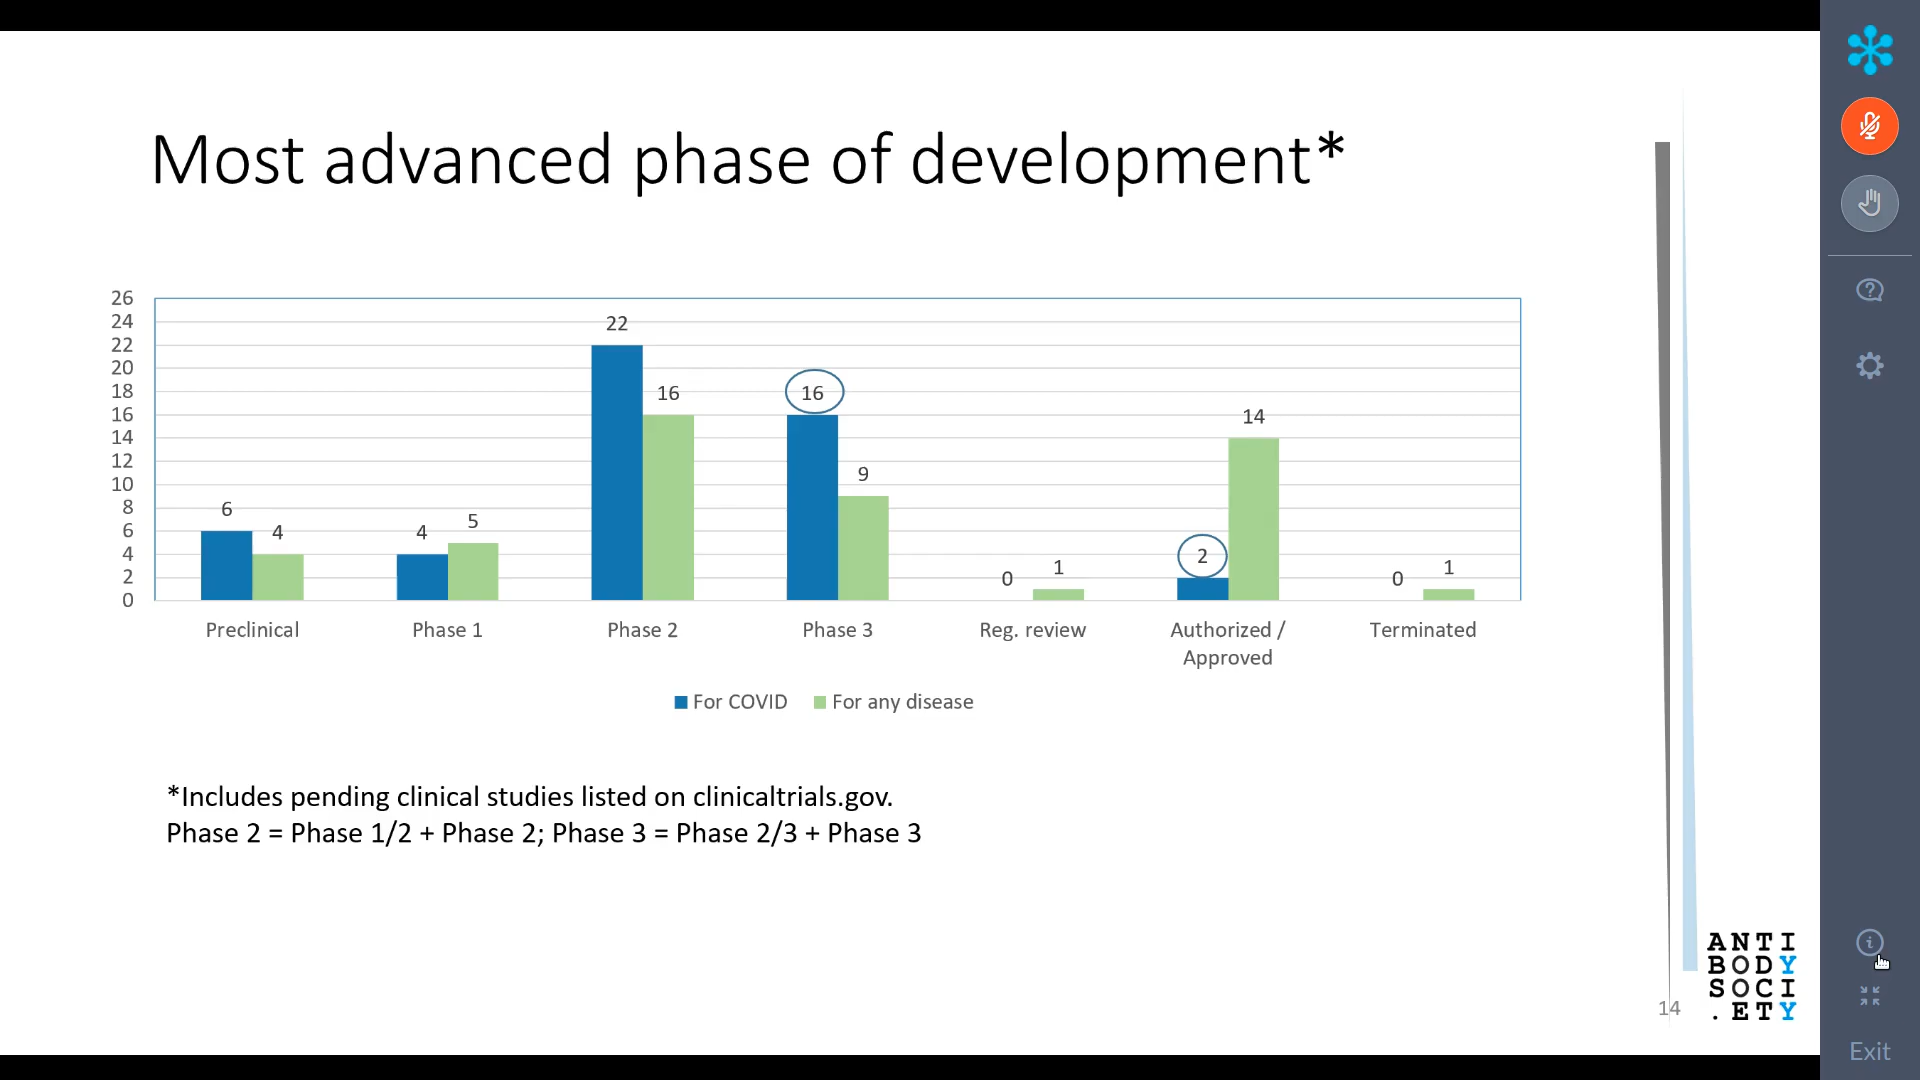 Most advanced phase of development*
26
24
22
20
18
16
14
12
10
8
6
4
2
0
6
4
4
5
22
16
16
9
0
1
2
14
0
1
Preclinical
Phase 1
Phase 2
Phase 3
Reg. review
Authorized /
Approved
Terminated
For COVID
For any disease
*Includes pending clinical studies listed on clinicaltrials.gov.
Phase 2 = Phase 1/2 + Phase 2; Phase 3 = Phase 2/3 + Phase 3
14
ANTI
BODY
SOCI
.ETY
Exit